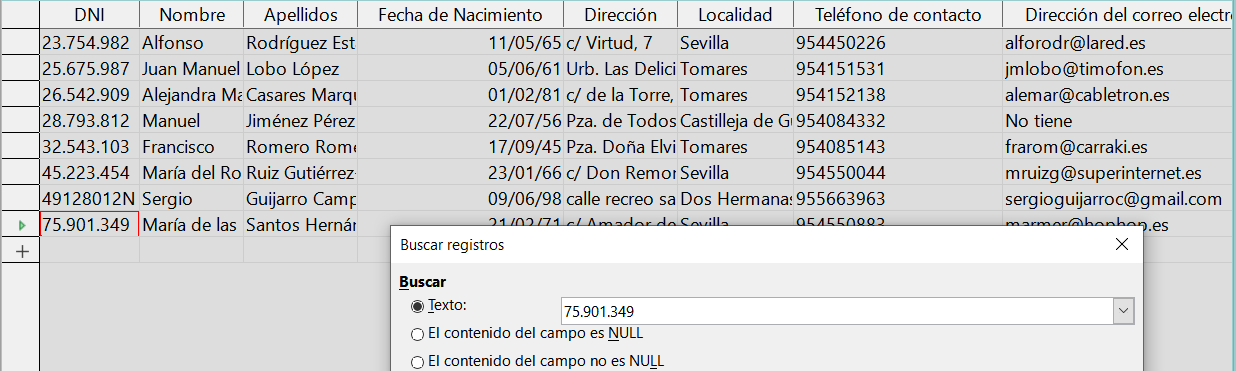 DNI Nombre Apellidos Fecha de Nacimiento Dirección Localidad Teléfono de contacto Dirección del correo electr
23.754.982 Alfonso Rodríguez Est 11/05/65 c/ Virtud, 7 Sevilla 954450226 alforodr@lared.es
25.675.987 Juan Manuel Lobo López 05/06/61 Urb. Las Delici Tomares 954151531 jmlobo@timofon.es
26.542.909 Alejandra Ma Casares Marqu 01/02/81 c/ de la Torre, Tomares 954152138 alemar@cabletron.es
28.793.812 Manuel Jiménez Pérez 22/07/56 Pza. de Todos Castilleja de G 954084332 No tiene
32.543.103 Francisco Romero Rome 17/09/45 Pza. Doña Elvi Tomares 954085143 frarom@carraki.es
45.223.454 María del Ro Ruiz Gutiérrez- 23/01/66 c/ Don Remor Sevilla 954550044 mruizg@superinternet.es
49128012N Sergio Guijarro Camp 09/06/98 calle recreo sa Dos Hermanas 955663963 sergioguijarroc@gmail.com
75.901.349 María de las Santos Hernár 21/02/71 c/ Amador de Sevilla 954550883 marmer@hophop.es
Buscar registros
Buscar
Texto: 75.901.349
El contenido del campo es NULL
El contenido del campo no es NULL